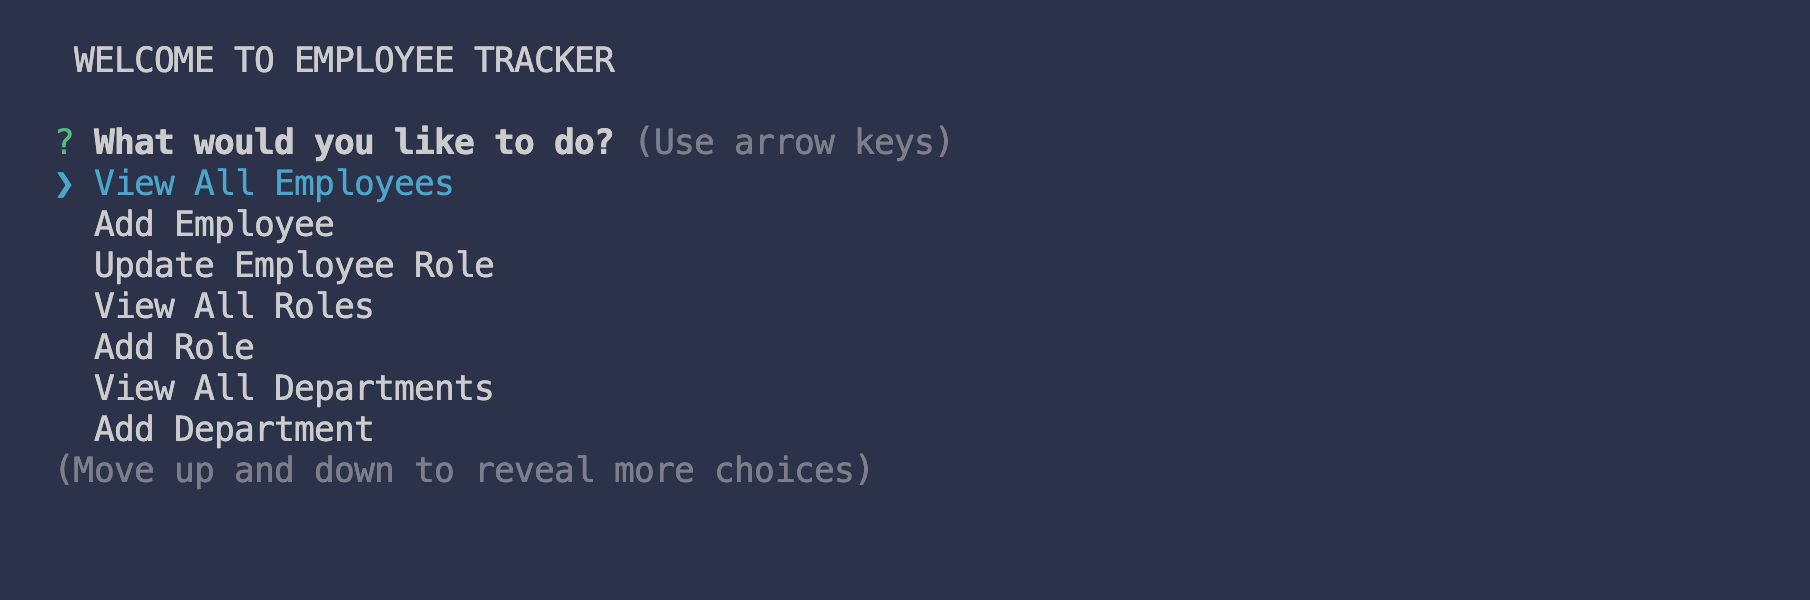 WELCOME TO EMPLOYEE TRACKER
? What would you like to do? (Use arrow keys)
❯ View All Employees
Add Employee
Update Employee Role
View All Roles
Add Role
View All Departments
Add Department
(Move up and down to reveal more choices)